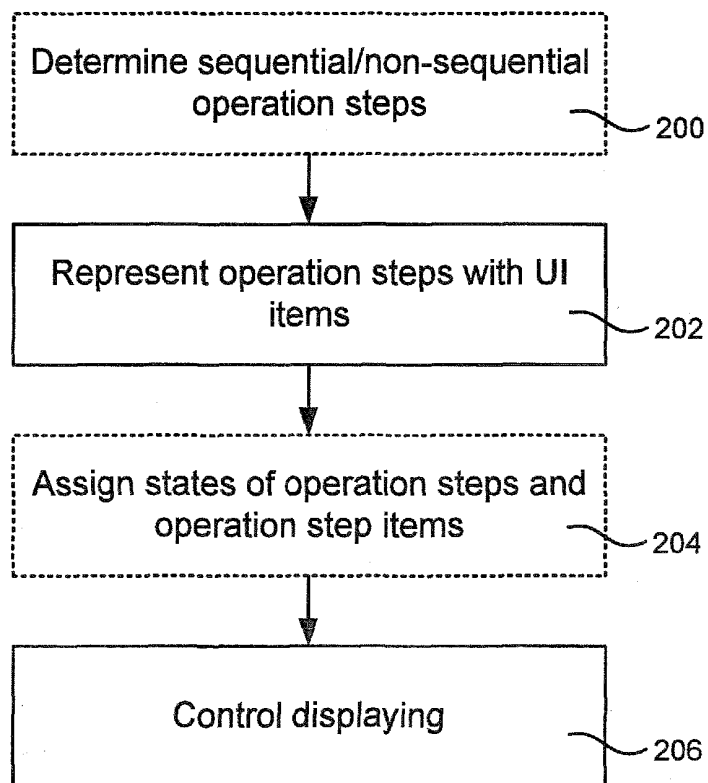 Determine sequential/non-sequential
operation steps
200
Represent operation steps with UI
items
202
Assign states of operation steps and
operation step items
204
Control displaying
206